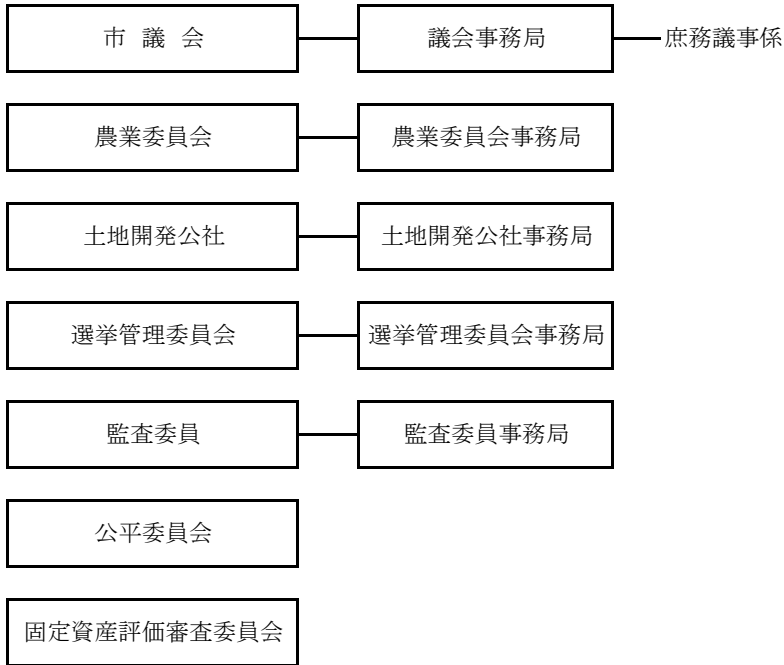 市議会 議会事務局 庶務議事係
農業委員会 農業委員会事務局
土地開発公社 土地開発公社事務局
選挙管理委員会 選挙管理委員会事務局
監査委員 監査委員事務局
公平委員会
固定資産評価審査委員会